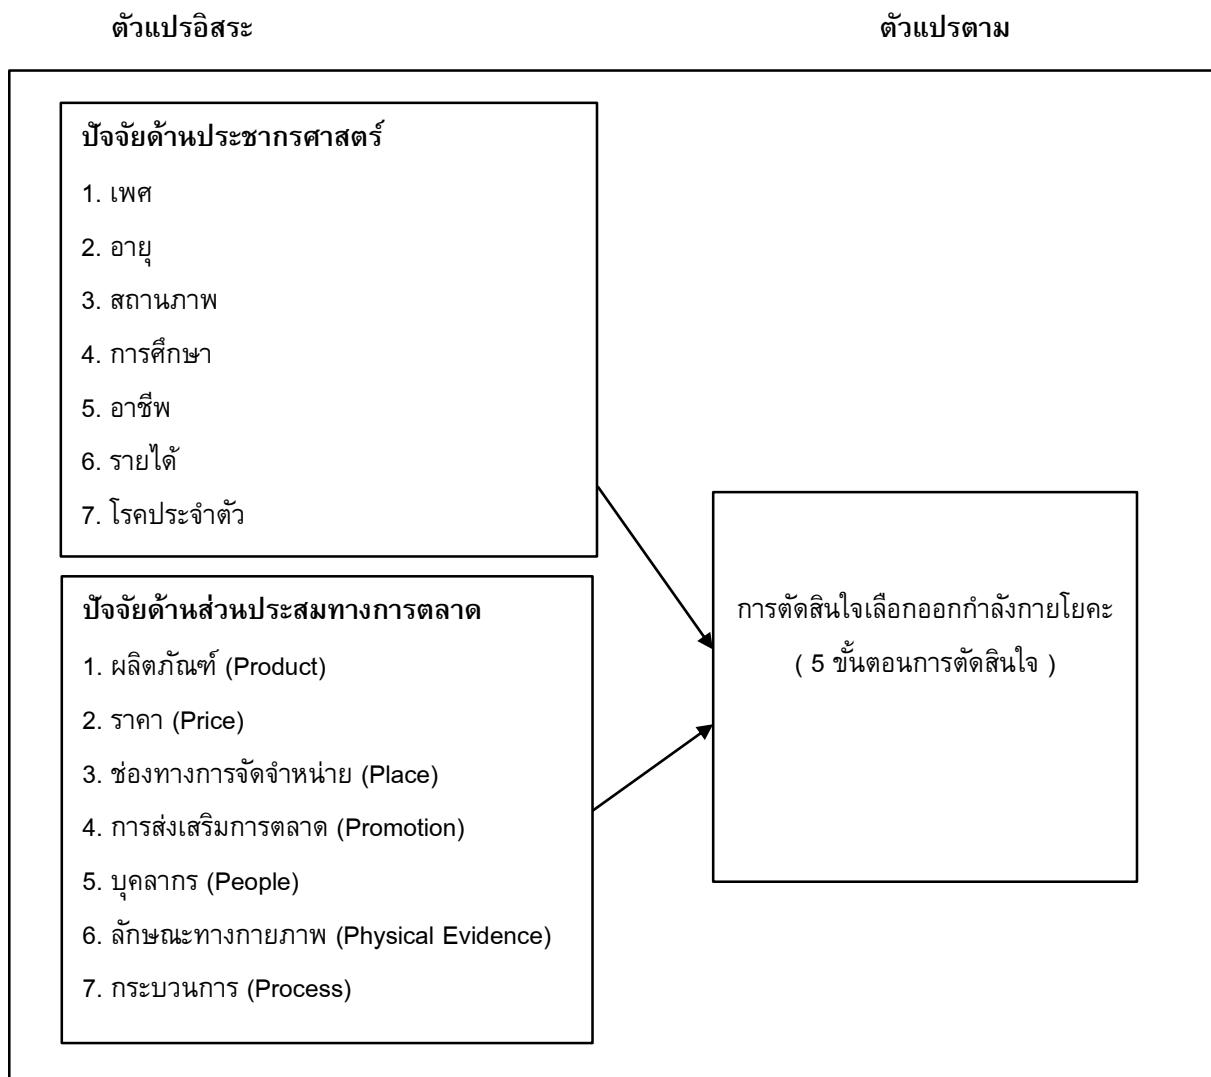 ตัวแปรอิสระ
ตัวแปรตาม
ปัจจัยด้านประชากรศาสตร์
1. เพศ
2. อายุ
3. สถานภาพ
4. การศึกษา
5. อาชีพ
6. รายได้
7. โรคประจำตัว
ปัจจัยด้านส่วนประสมทางการตลาด
1. ผลิตภัณฑ์ (Product)
2. ราคา (Price)
3. ช่องทางการจัดจำหน่าย (Place)
4. การส่งเสริมการตลาด (Promotion)
5. บุคลากร (People)
6. ลักษณะทางกายภาพ (Physical Evidence)
7. กระบวนการ (Process)
การตัดสินใจเลือกออกกำลังกายโยคะ
( 5 ขั้นตอนการตัดสินใจ )